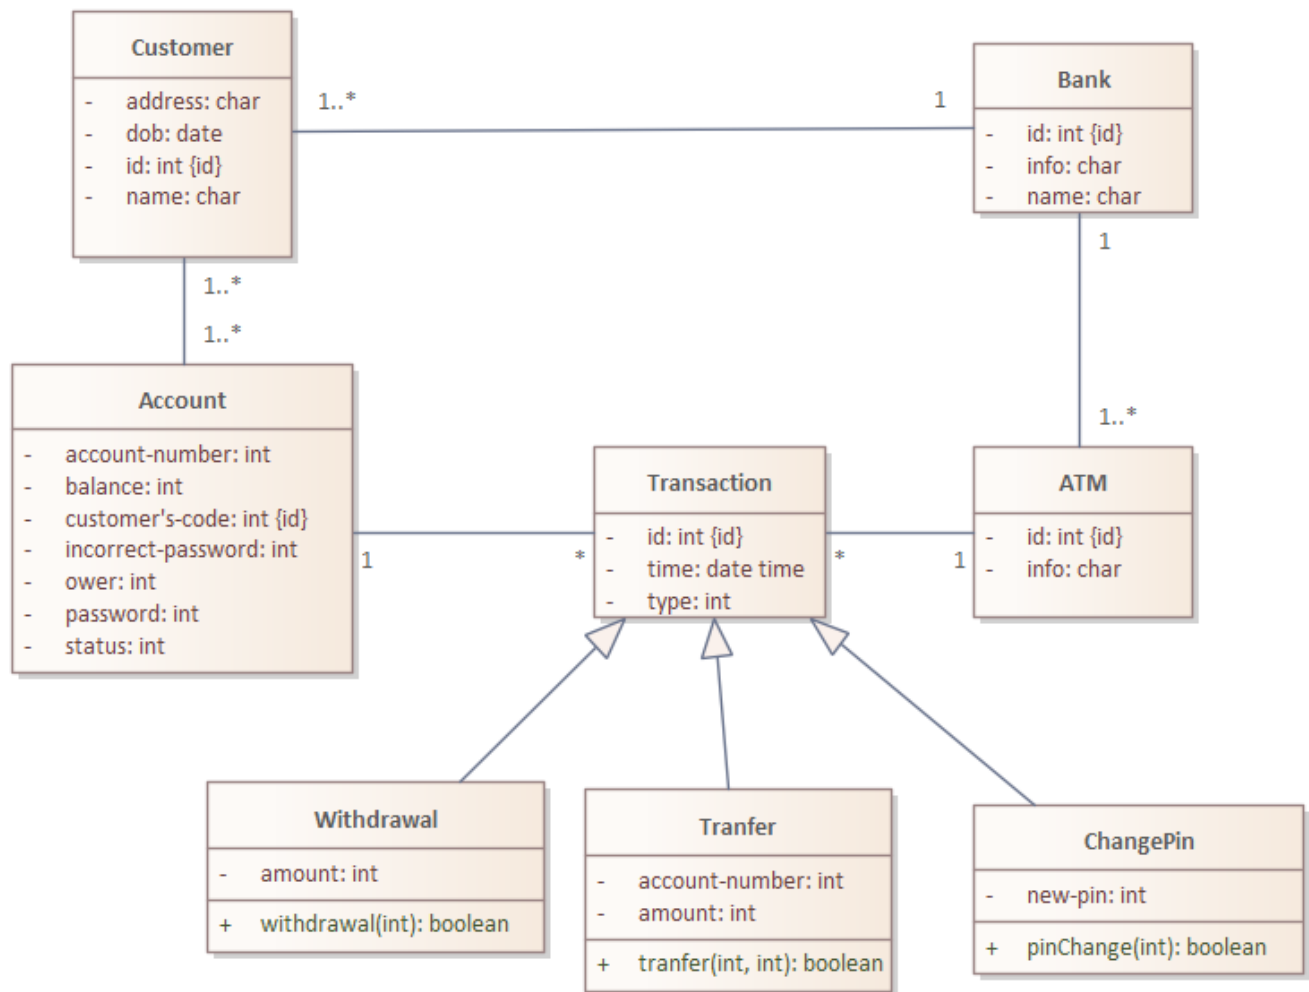 Customer
- address: char
- dob: date
- id: int {id}
- name: char
1..*
1
Bank
- id: int {id}
- info: char
- name: char
1..*
1..*
1
1..*
Account
- account-number: int
- balance: int
- customer's-code: int {id}
- incorrect-password: int
- ower: int
- password: int
- status: int
1
*
Transaction
- id: int {id}
- time: date time
- type: int
*
1
ATM
- id: int {id}
- info: char
Withdrawal
- amount: int
+ withdrawal(int): boolean
Tranfer
- account-number: int
- amount: int
+ tranfer(int, int): boolean
ChangePin
- new-pin: int
+ pinChange(int): boolean